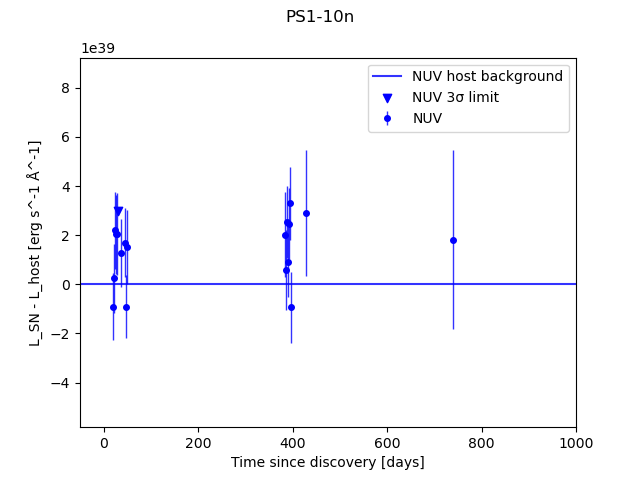 PS1-10n
1e39
NUV host background
NUV 3σ limit
NUV
8
6
4
2
0
−2
−4
L_SN - L_host [erg s^-1 Å^-1]
0 200 400 600 800 1000
Time since discovery [days]